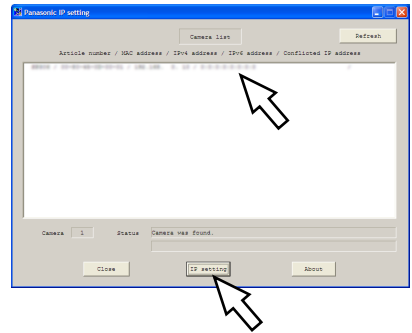 Panasonic IP setting
Camera list
Refresh
Article number / MAC address / IPv4 address / IPv6 address / Conflicted IP address
Camera 1 Status Camera was found.
Close IP setting About